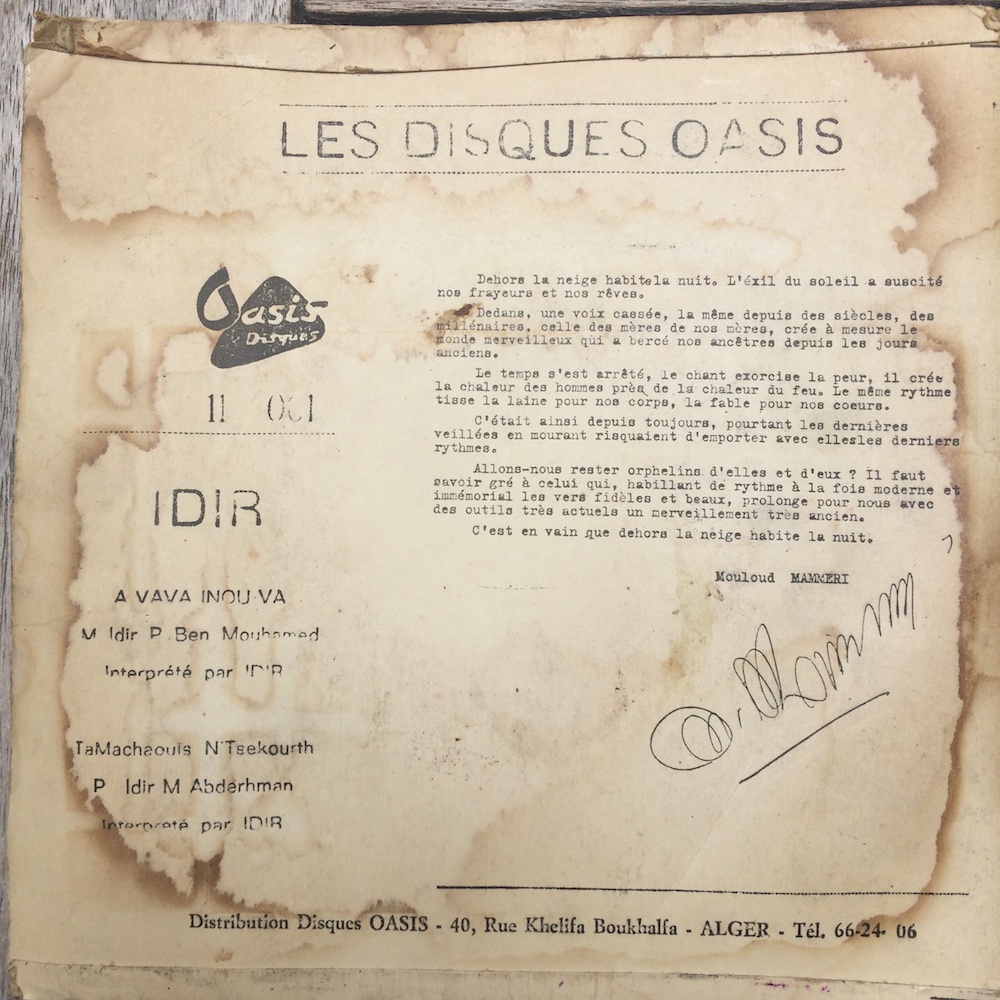 LES DISQUES OASIS
Oasis
Disques
11 001
IDIR
A VAVA INOU VA
M Idir P Ben Mouhamed
Interprété par IDIR
TaMachaouts N'Tsekourth
P Idir M Abderhman
Interprété par IDIR
Dehors la neige habitela nuit. L'éxil du soleil a suscité
nos frayeurs et nos rêves.
Dedans, une voix cassée, la même depuis des siècles, des
millénaires, celle des mères de nos mères, crée à mesure le
monde merveilleux qui a bercé nos ancêtres depuis les jours
anciens.
Le temps s'est arrêté, le chant exorcise la peur, il crée
la chaleur des hommes près de la chaleur du feu. Le même rythme
tisse la laine pour nos corps, la fable pour nos coeurs.
C'était ainsi depuis toujours, pourtant les dernières
veillées en mourant risquaient d'emporter avec ellesles derniers
rythmes.
Allons-nous rester orphelins d'elles et d'eux ? Il faut
savoir gré à celui qui, habillant de rythme à la fois moderne et
immémorial les vers fidèles et beaux, prolonge pour nous avec
des outils très actuels un merveillement très ancien.
C'est en vain que dehors la neige habite la nuit.
Mouloud MAMMERI
Distribution Disques OASIS - 40, Rue Khelifa Boukhalfa - ALGER - Tél. 66-24- 06